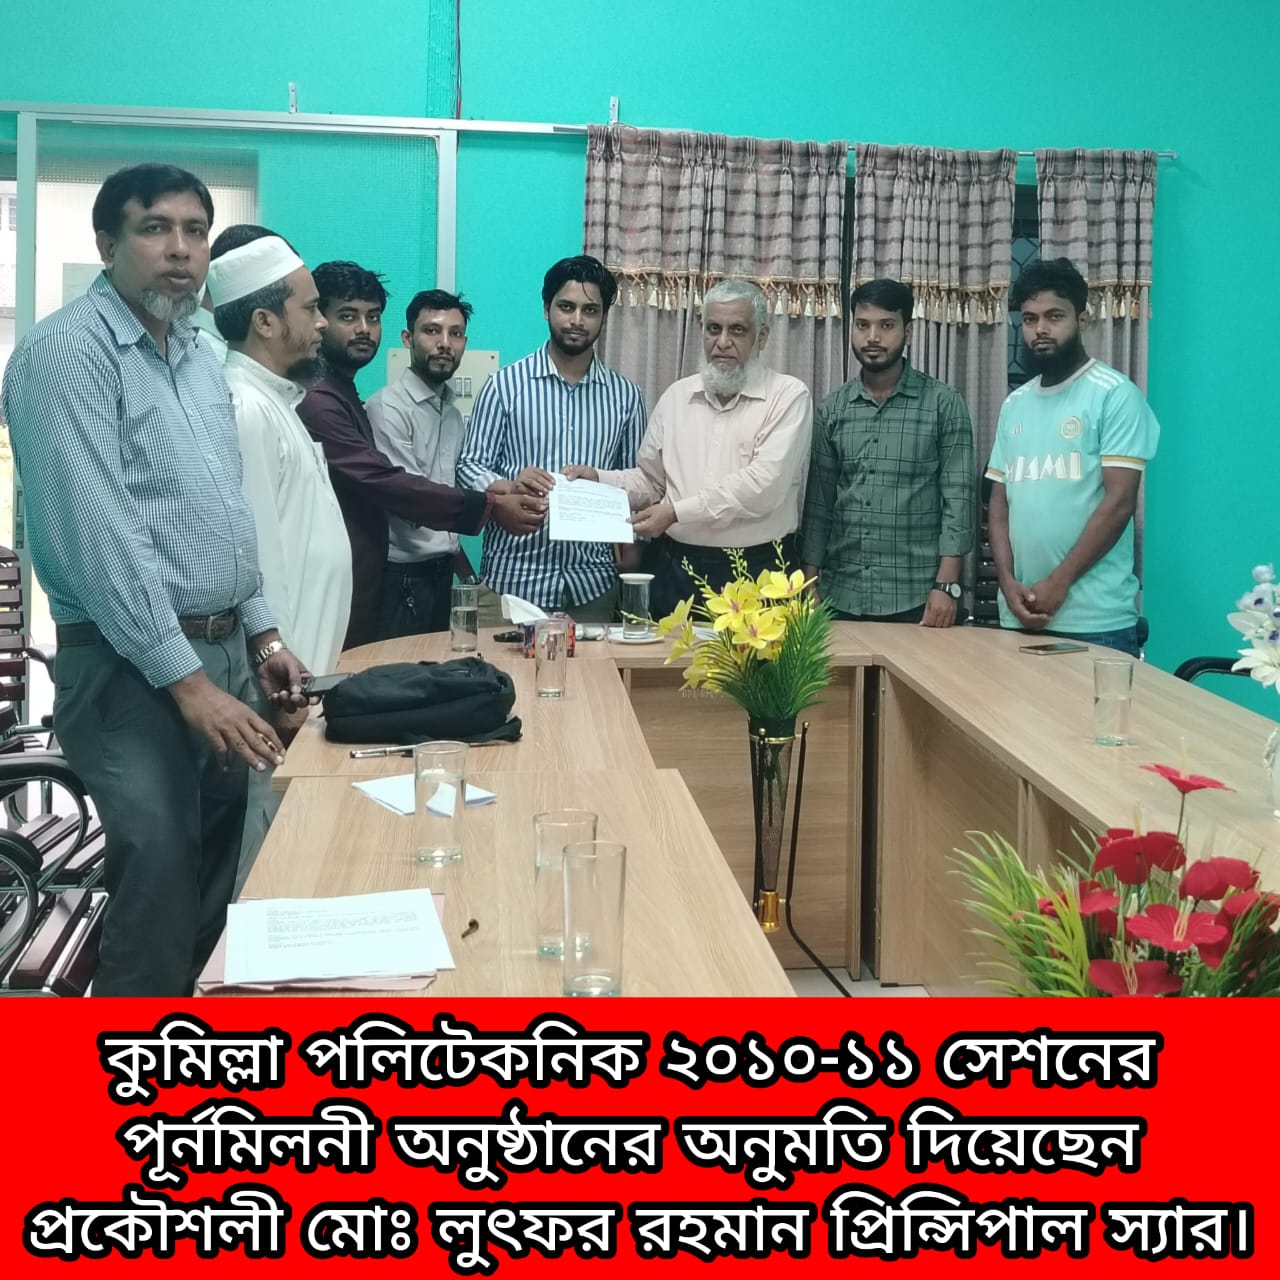 MIAMI
কুমিল্লা পলিটেকনিক ২০১০-১১ সেশনের
পূর্নমিলনী অনুষ্ঠানের অনুমতি দিয়েছেন
প্রকৌশলী মোঃ লুৎফর রহমান প্রিন্সিপাল স্যার।